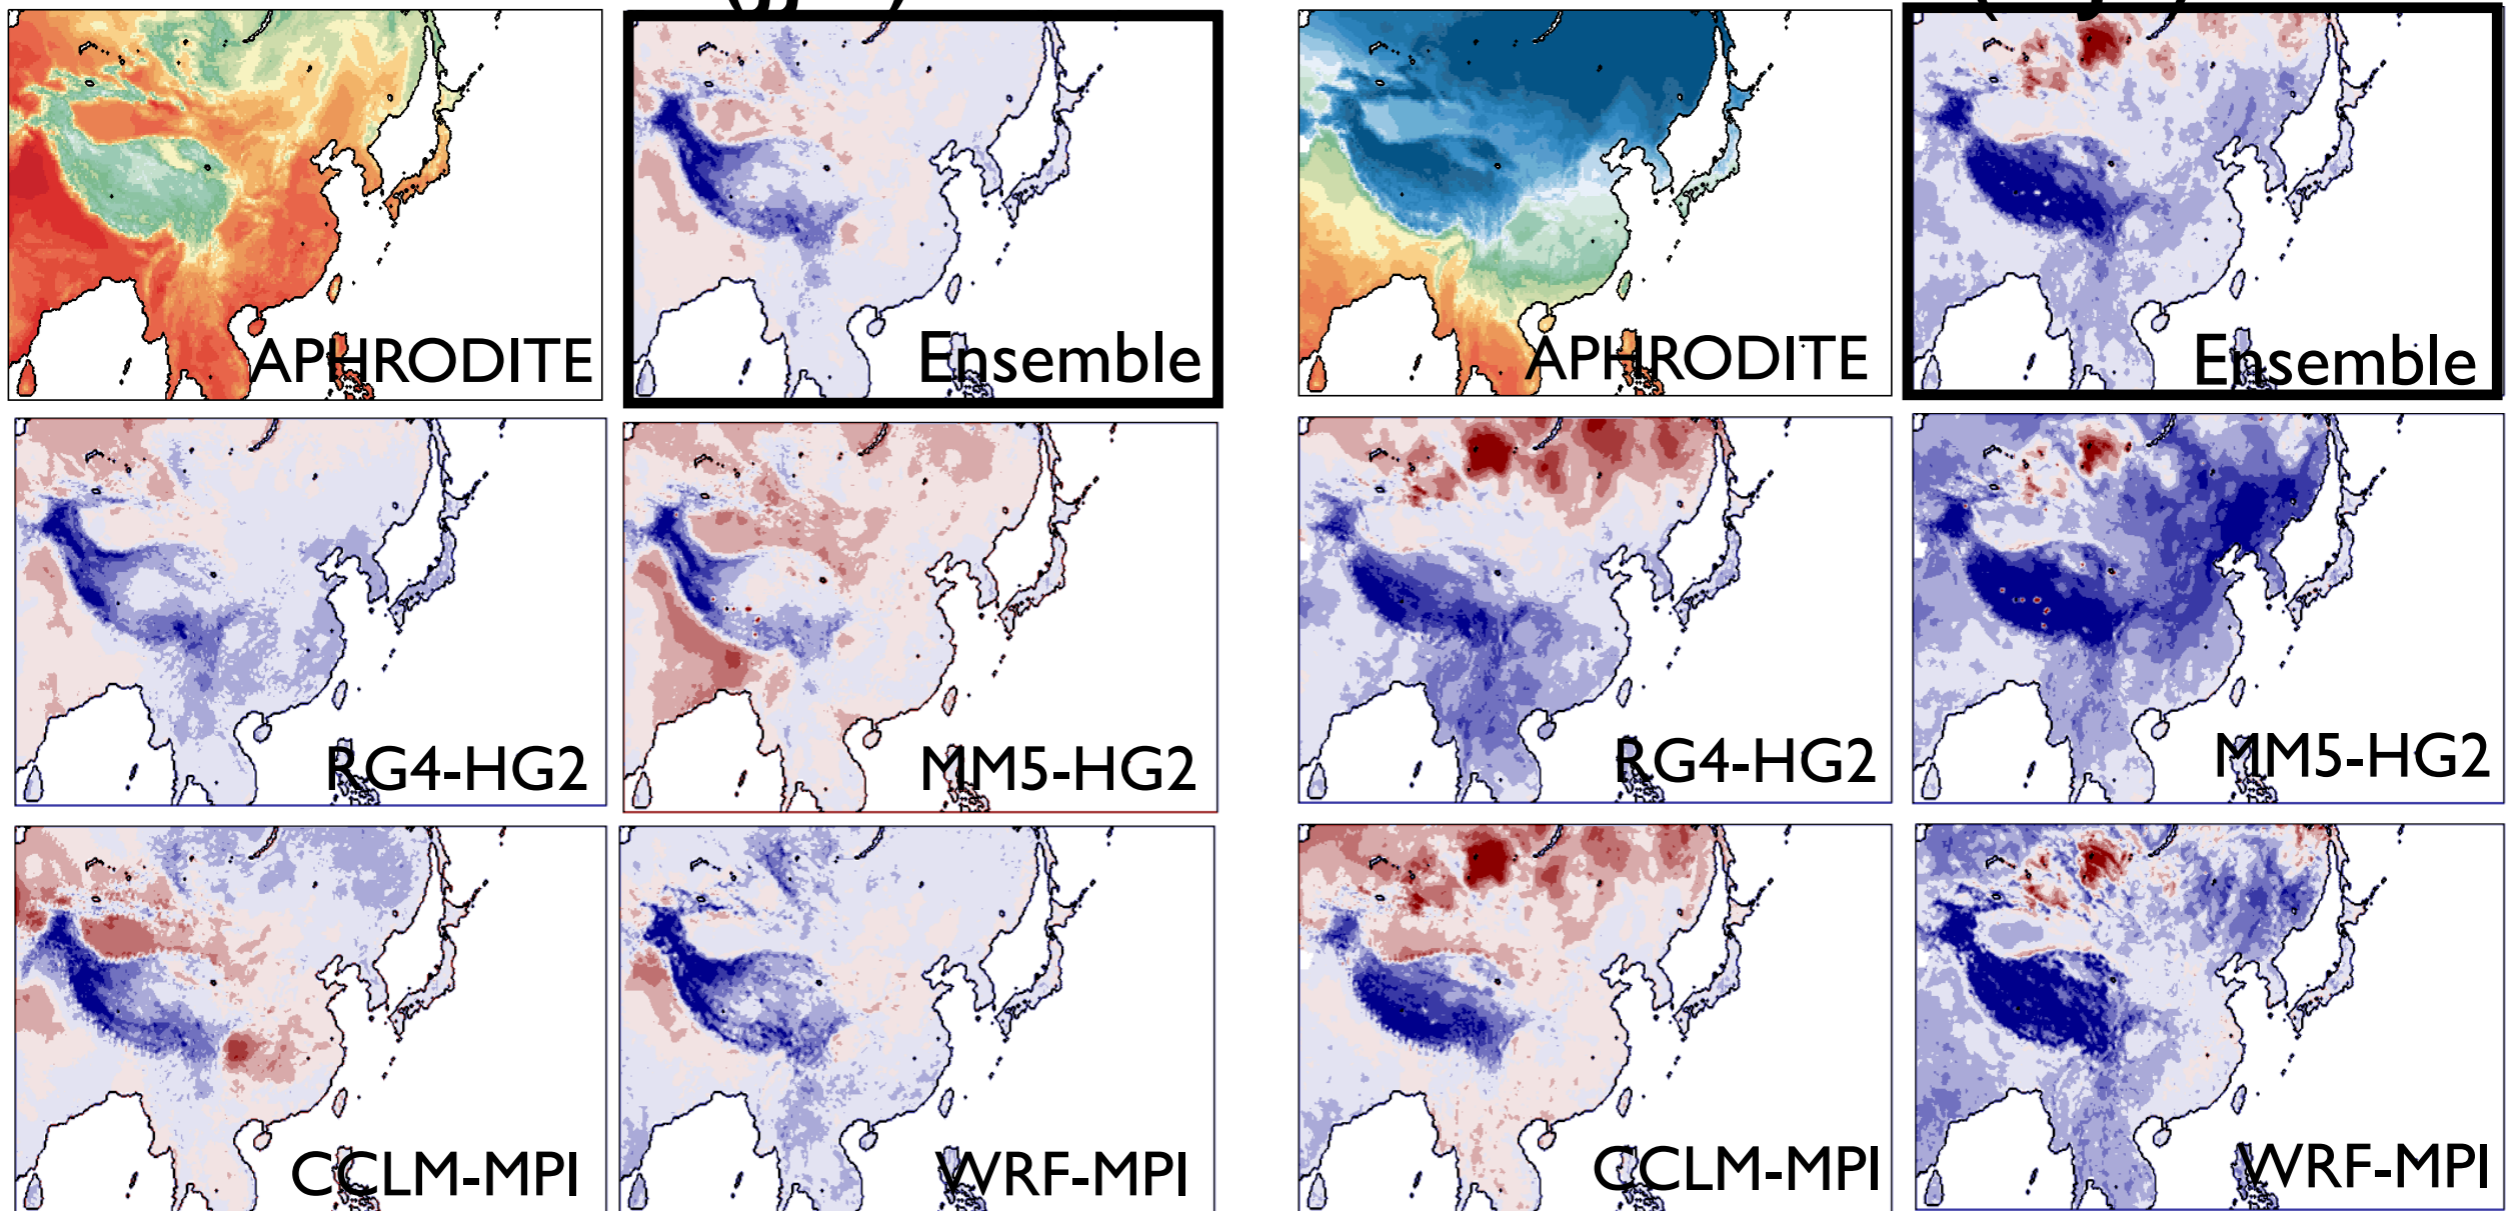 APHRODITE
Ensemble
APHRODITE
Ensemble
RG4-HG2
MM5-HG2
RG4-HG2
MM5-HG2
CCLM-MPI
WRF-MPI
CCLM-MPI
WRF-MPI